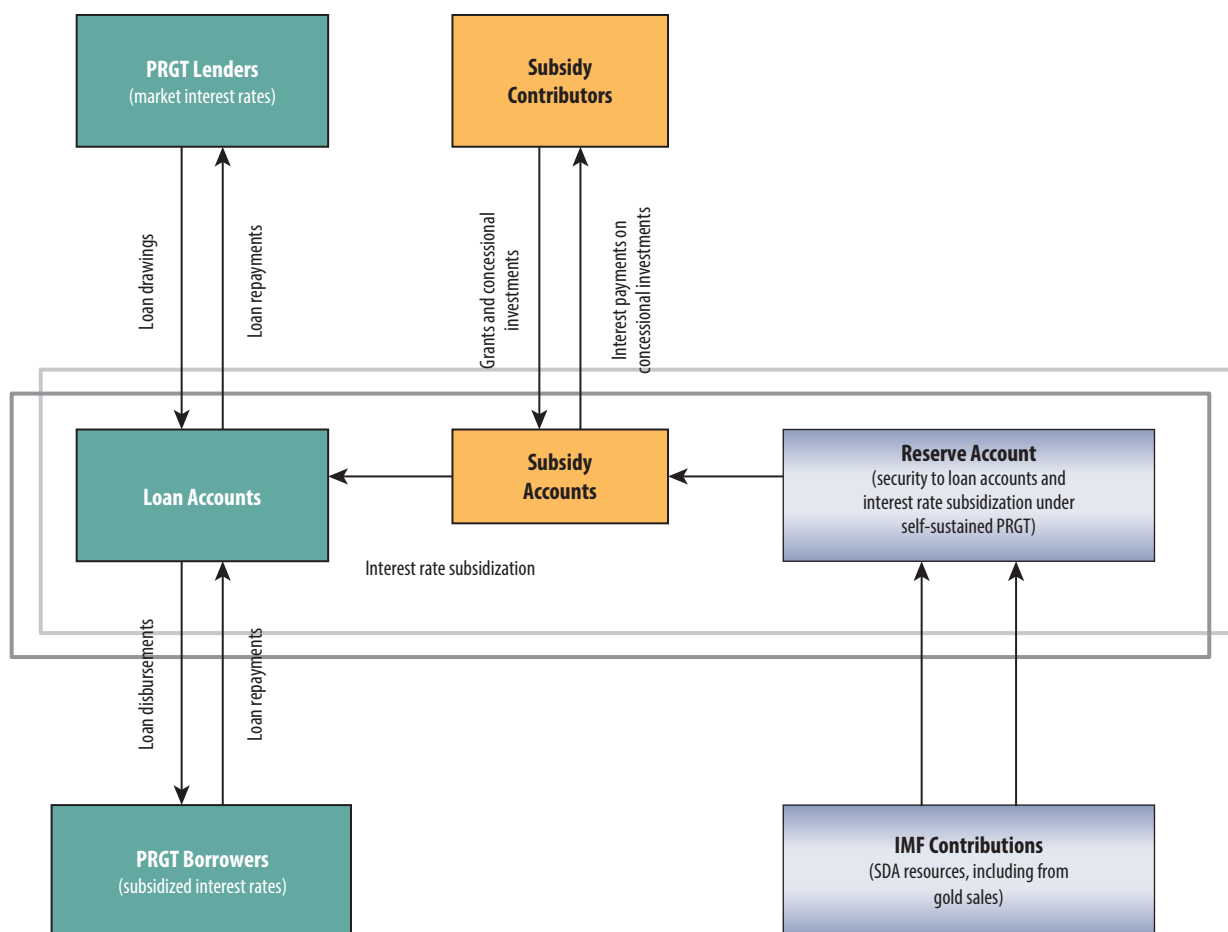 PRGT Lenders
(market interest rates)
Subsidy
Contributors
Loan drawings
Loan repayments
Grants and concessional
investments
Interest payments on
concessional investments
Loan Accounts
Subsidy
Accounts
Reserve Account
(security to loan accounts and
interest rate subsidization under
self-sustained PRGT)
Interest rate subsidization
Loan disbursements
Loan repayments
PRGT Borrowers
(subsidized interest rates)
IMF Contributions
(SDA resources, including from
gold sales)